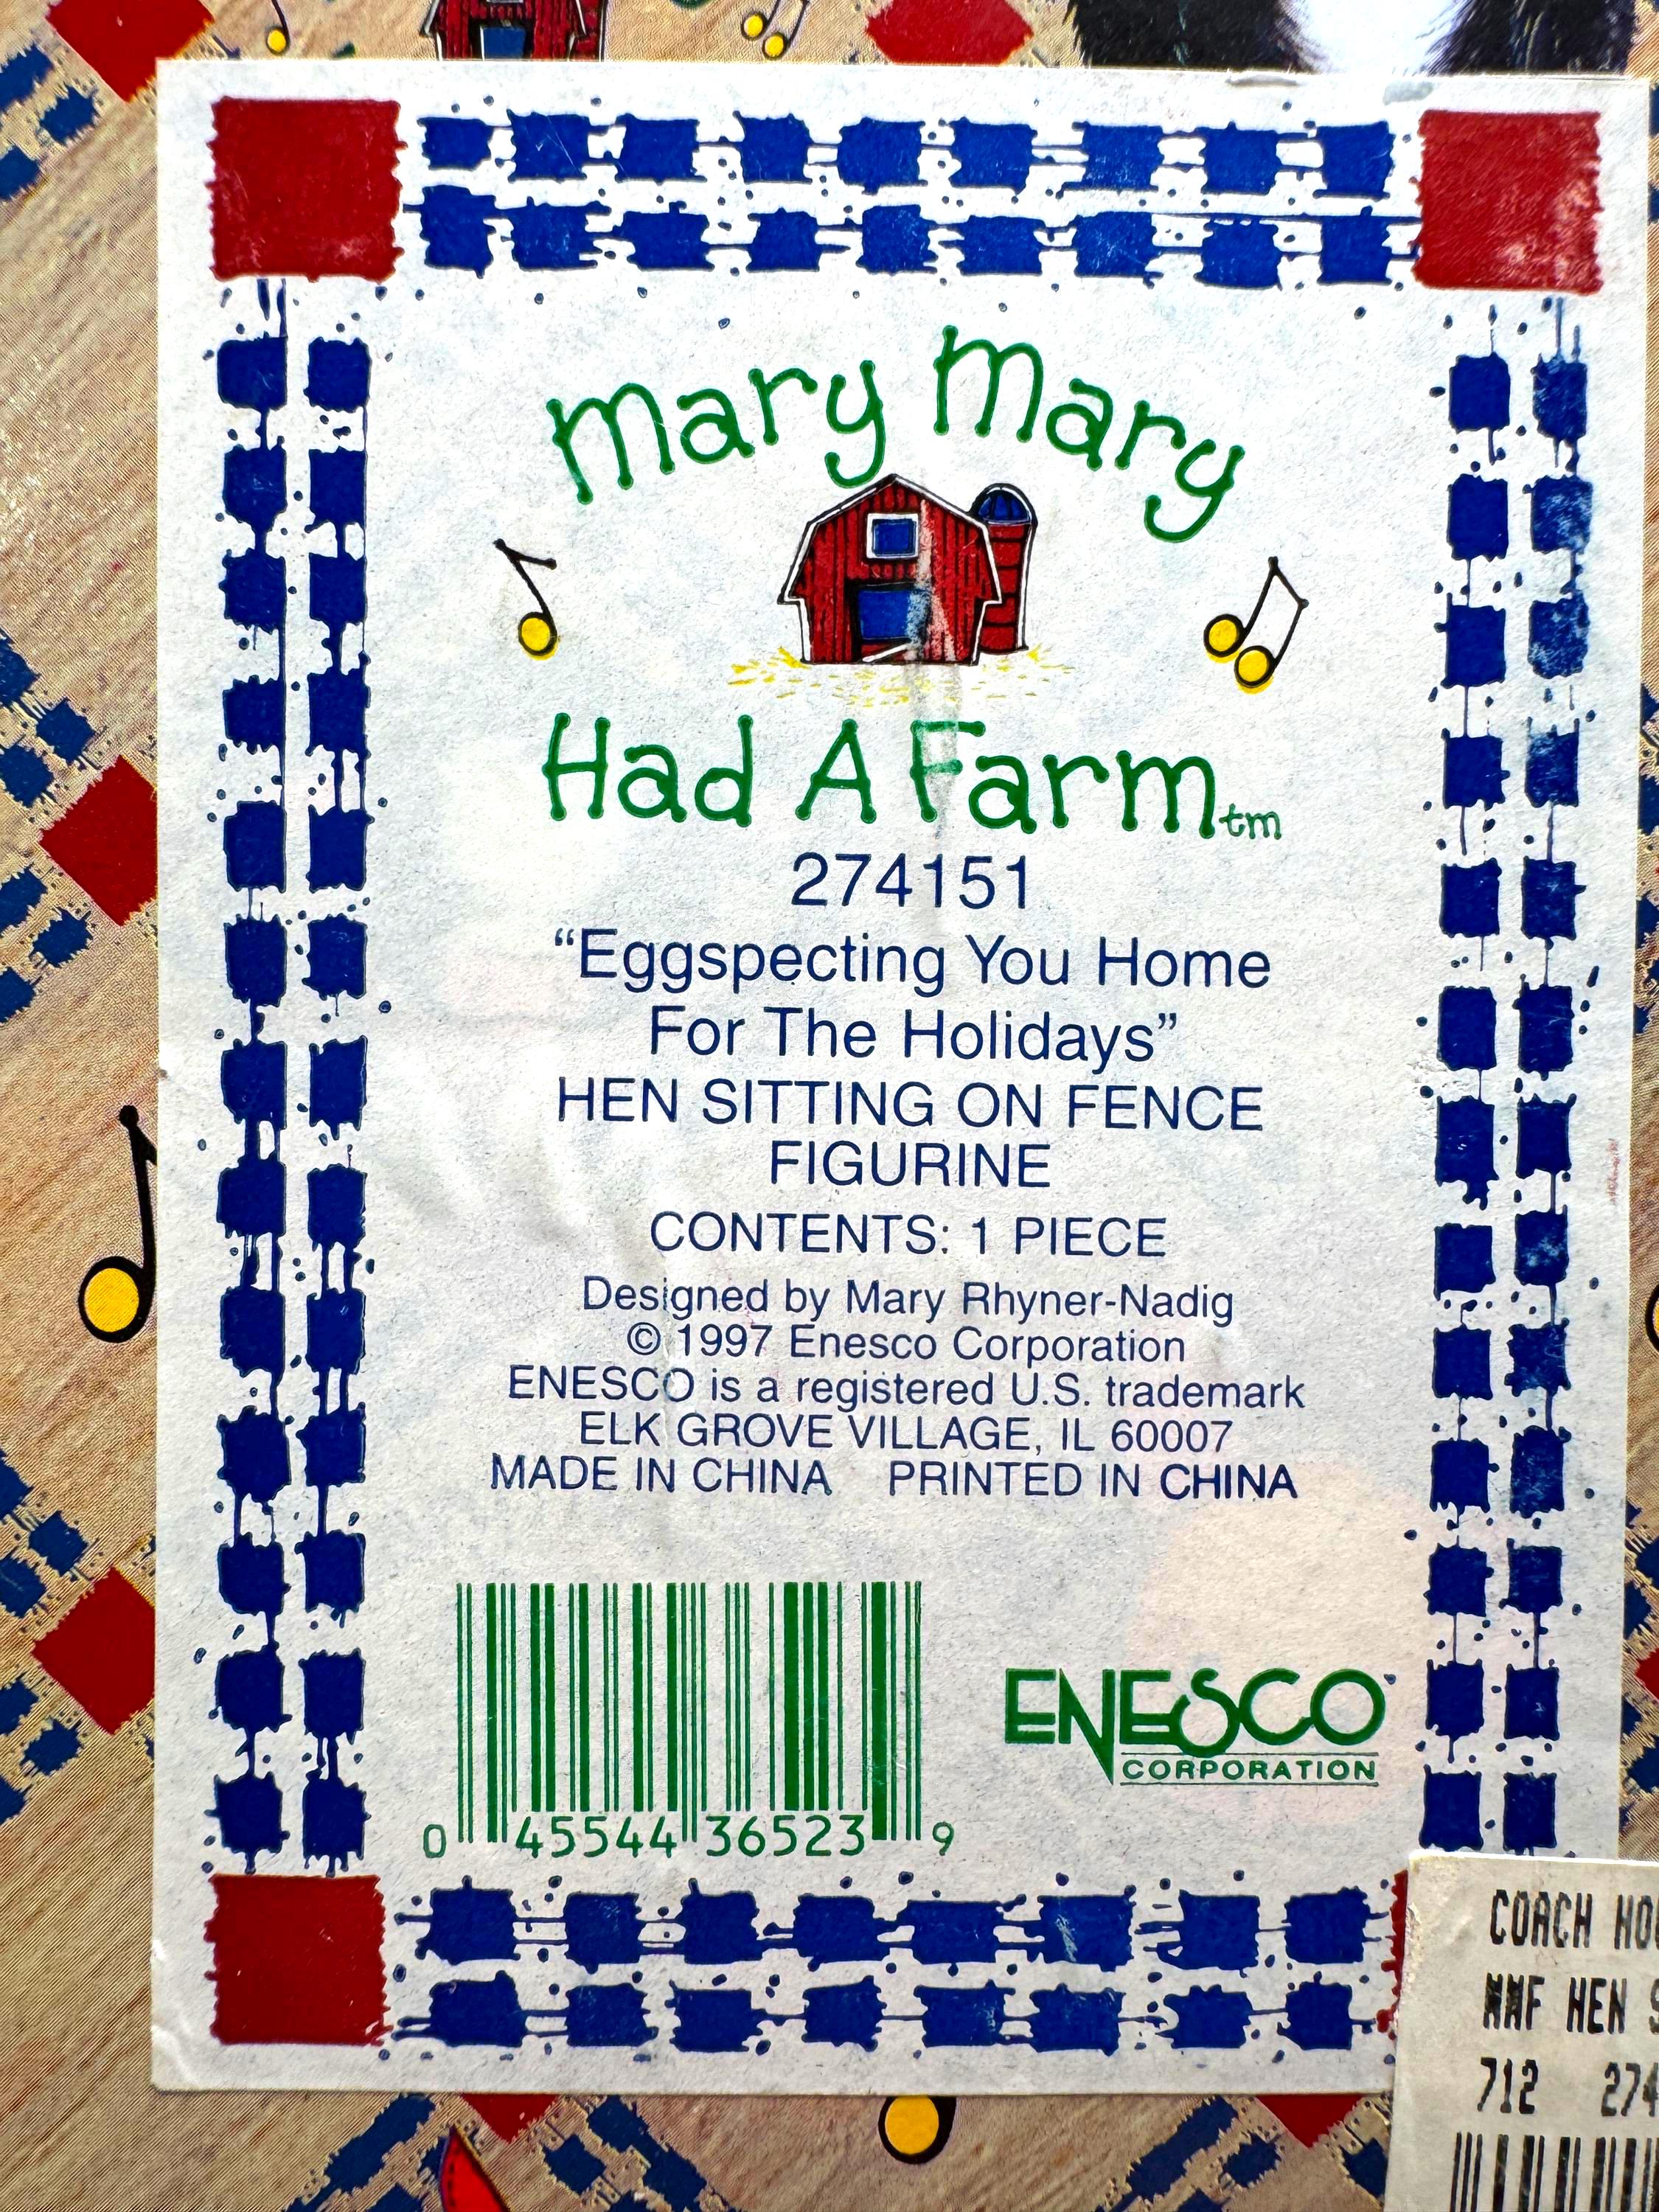 mary mary
Had A Farm tm
274151
“Eggspecting You Home
For The Holidays”
HEN SITTING ON FENCE
FIGURINE
CONTENTS: 1 PIECE
Designed by Mary Rhyner-Nadig
© 1997 Enesco Corporation
ENESCO is a registered U.S. trademark
ELK GROVE VILLAGE, IL 60007
MADE IN CHINA PRINTED IN CHINA
0 45544 36523 9
ENESCO
CORPORATION
COACH
MMF HEN
712 274